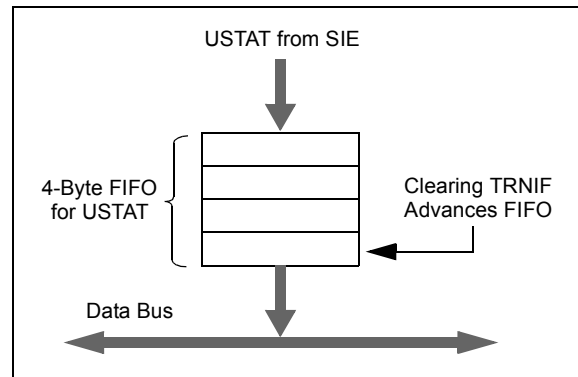 USTAT from SIE
4-Byte FIFO
for USTAT
Clearing TRNIF
Advances FIFO
Data Bus